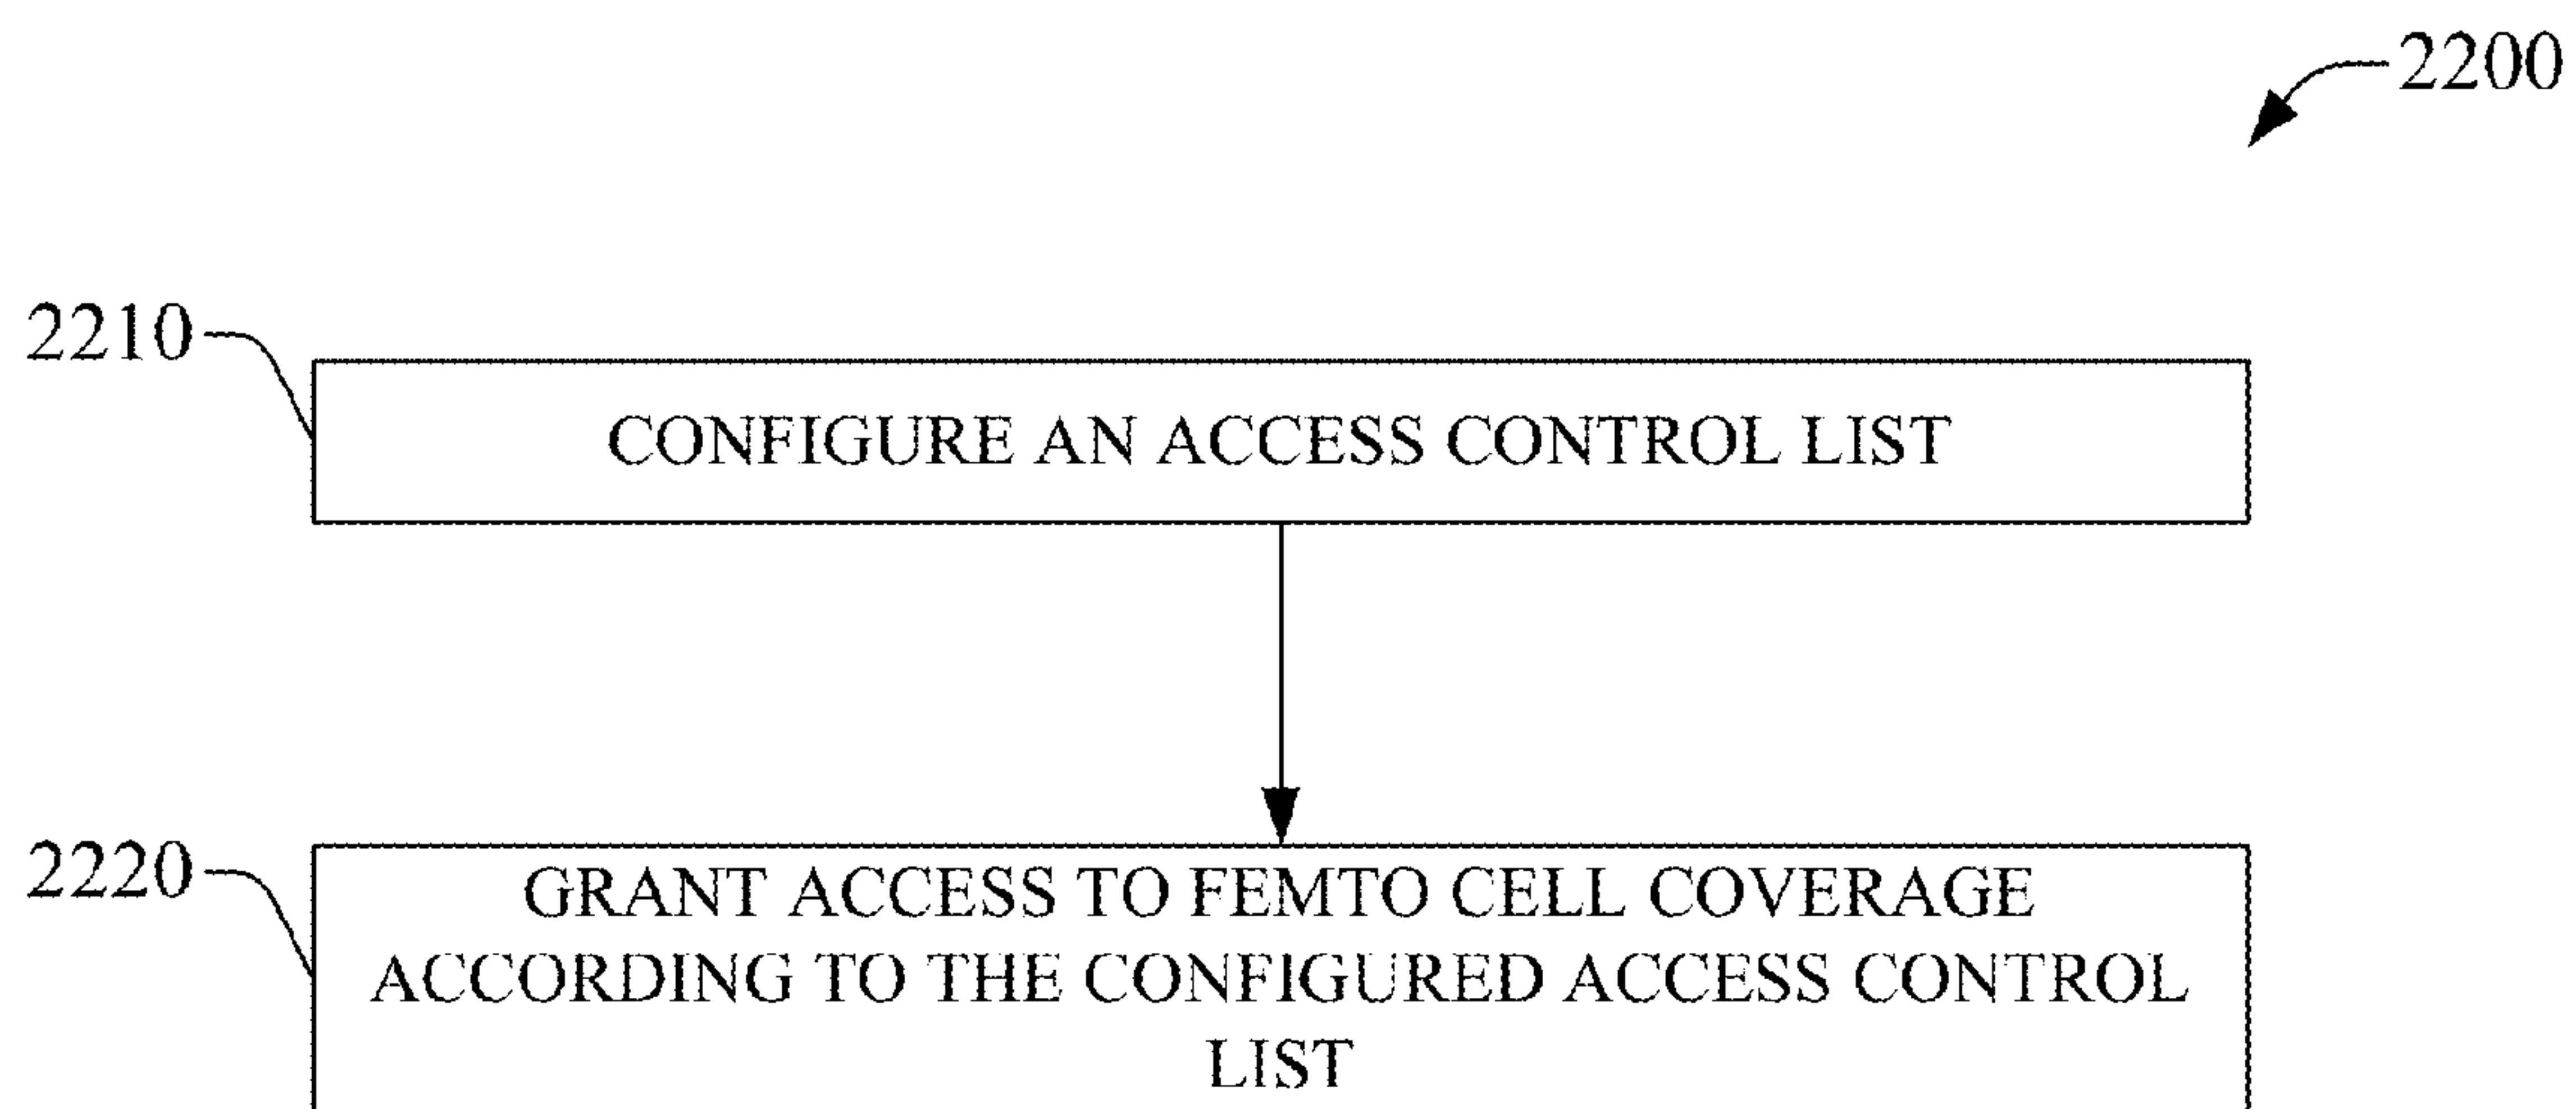 2200
2210
CONFIGURE AN ACCESS CONTROL LIST
2220
GRANT ACCESS TO FEMTO CELL COVERAGE
ACCORDING TO THE CONFIGURED ACCESS CONTROL
LIST